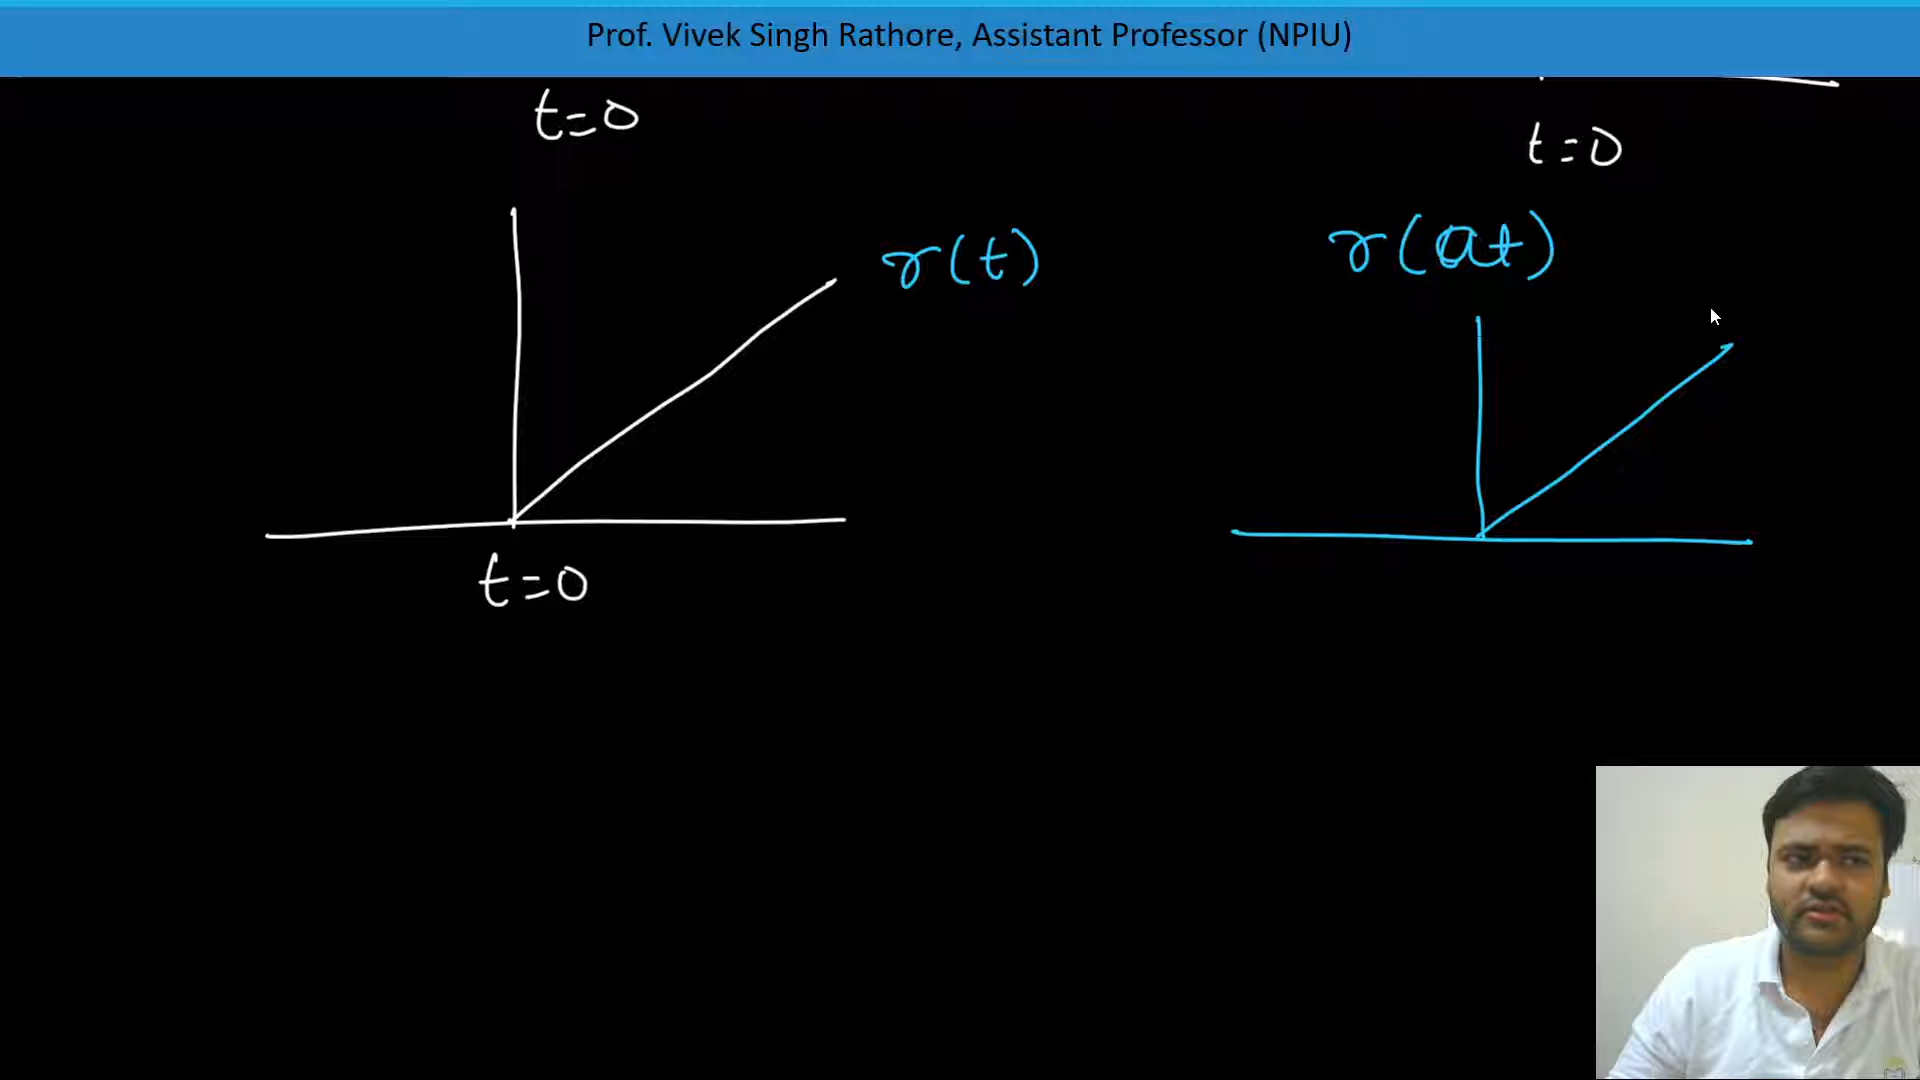 Prof. Vivek Singh Rathore, Assistant Professor (NPIU)
t=0
t=0
r(t)
r(at)
t=0